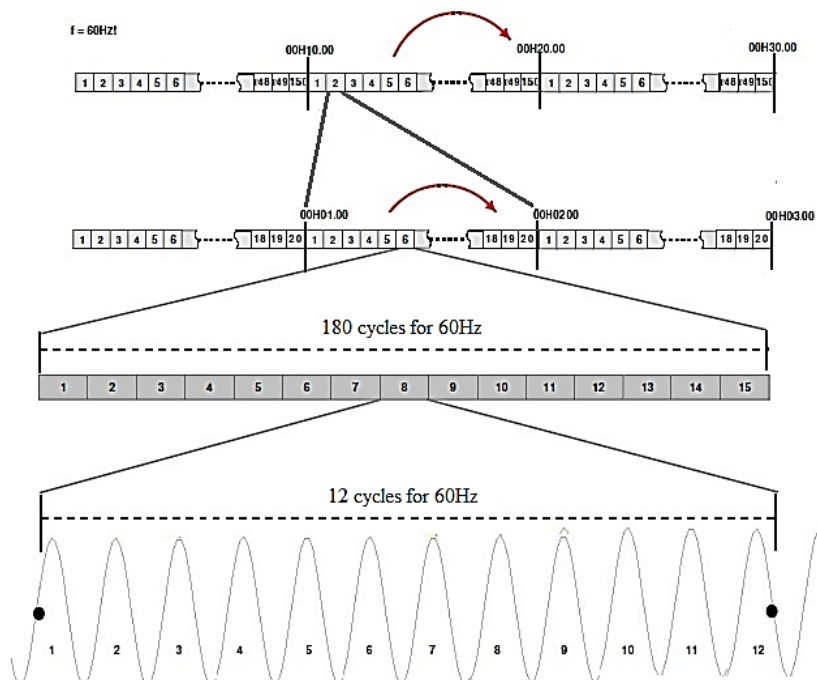 f = 60Hz!
00H10.00 00H20.00 00H30.00
1 2 3 4 5 6 148 149 150 1 2 3 4 5 6 148 149 150 1 2 3 4 5 6 148 149 150
00H01.00 00H02.00 00H03.00
1 2 3 4 5 6 18 19 20 1 2 3 4 5 6 18 19 20 1 2 3 4 5 6 18 19 20
180 cycles for 60Hz
1 2 3 4 5 6 7 8 9 10 11 12 13 14 15
12 cycles for 60Hz
1 2 3 4 5 6 7 8 9 10 11 12